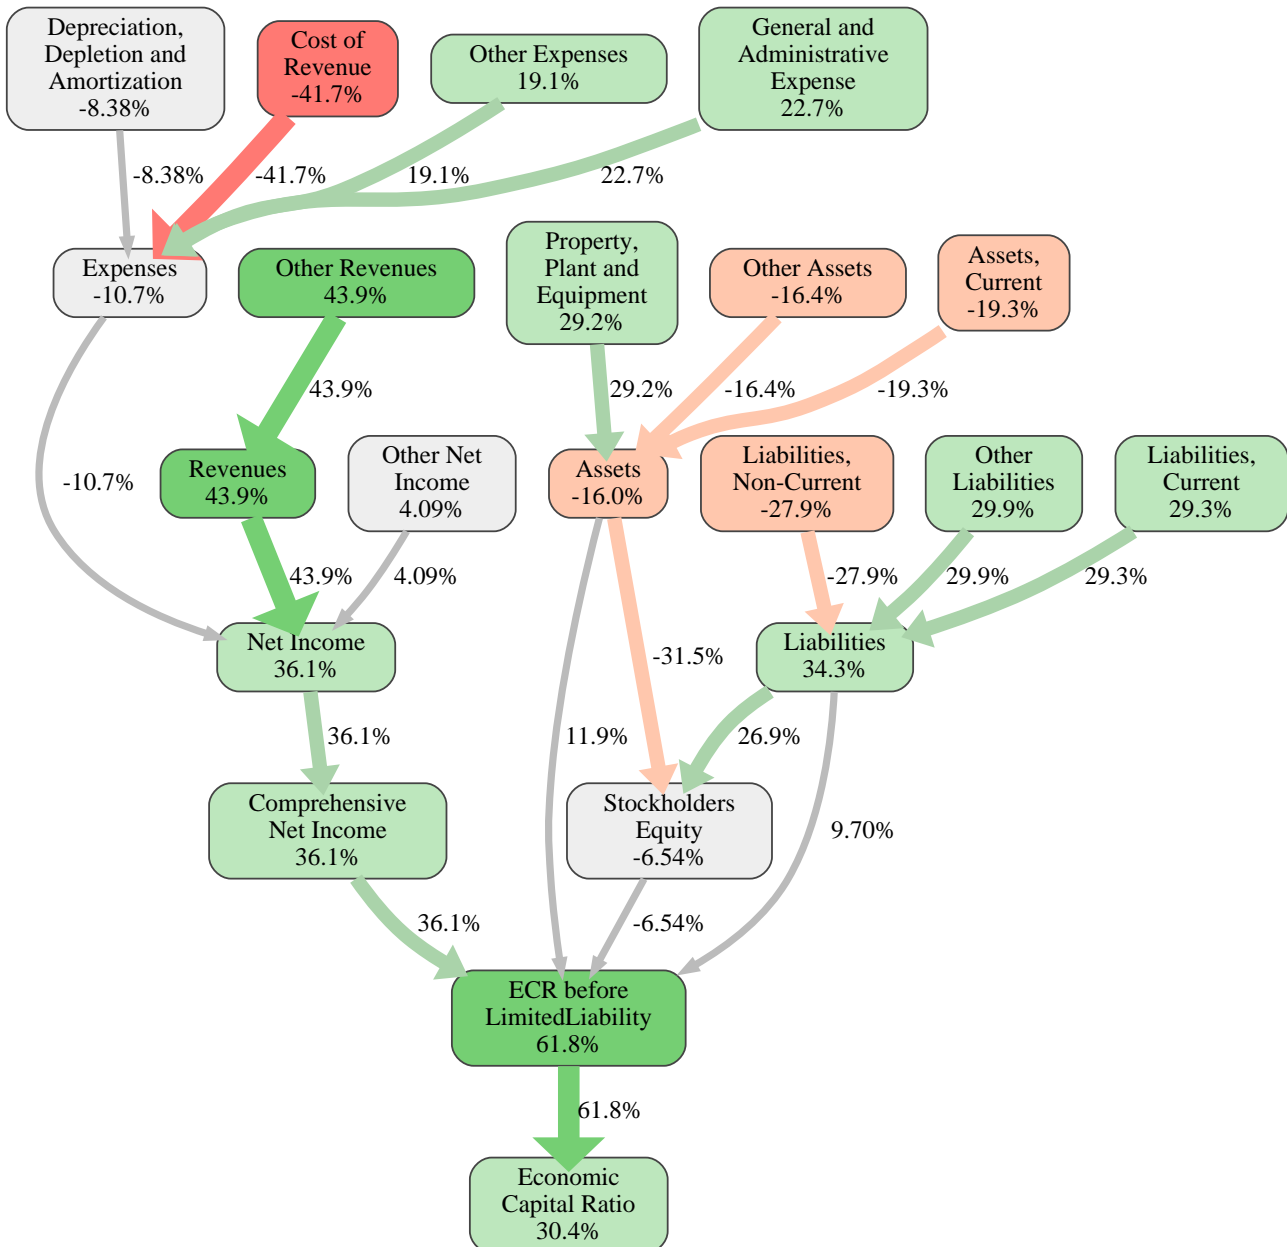 Depreciation,
Depletion and
Amortization
-8.38%
Cost of
Revenue
-41.7%
Other Expenses
19.1%
General and
Administrative
Expense
22.7%
-8.38%
-41.7%
19.1%
22.7%
Expenses
-10.7%
Other Revenues
43.9%
Property,
Plant and
Equipment
29.2%
Other Assets
-16.4%
Assets,
Current
-19.3%
43.9%
29.2%
-16.4%
-19.3%
-10.7%
Revenues
43.9%
Other Net
Income
4.09%
Assets
-16.0%
Liabilities,
Non-Current
-27.9%
Other
Liabilities
29.9%
Liabilities,
Current
29.3%
43.9%
4.09%
-27.9%
29.9%
29.3%
Net Income
36.1%
-31.5%
Liabilities
34.3%
36.1%
11.9%
26.9%
Comprehensive
Net Income
36.1%
Stockholders
Equity
-6.54%
9.70%
36.1%
-6.54%
ECR before
LimitedLiability
61.8%
61.8%
Economic
Capital Ratio
30.4%